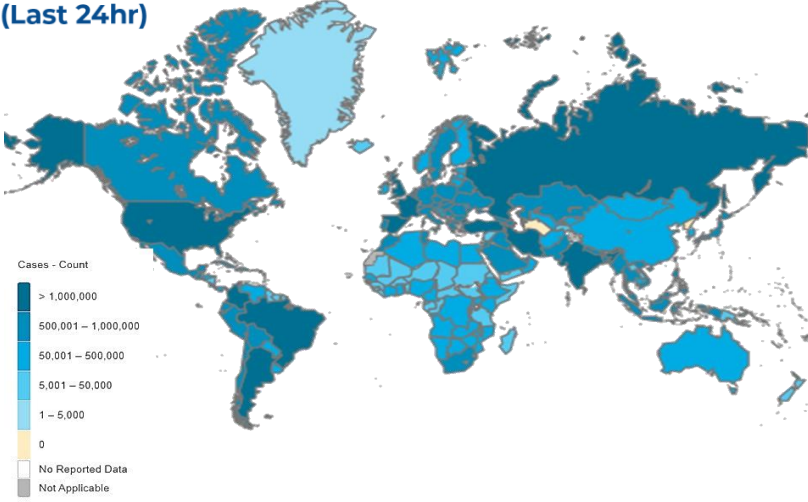 (Last 24hr)
Cases - Count
> 1,000,000
500,001 – 1,000,000
50,001 – 500,000
5,001 – 50,000
1 – 5,000
0
No Reported Data
Not Applicable